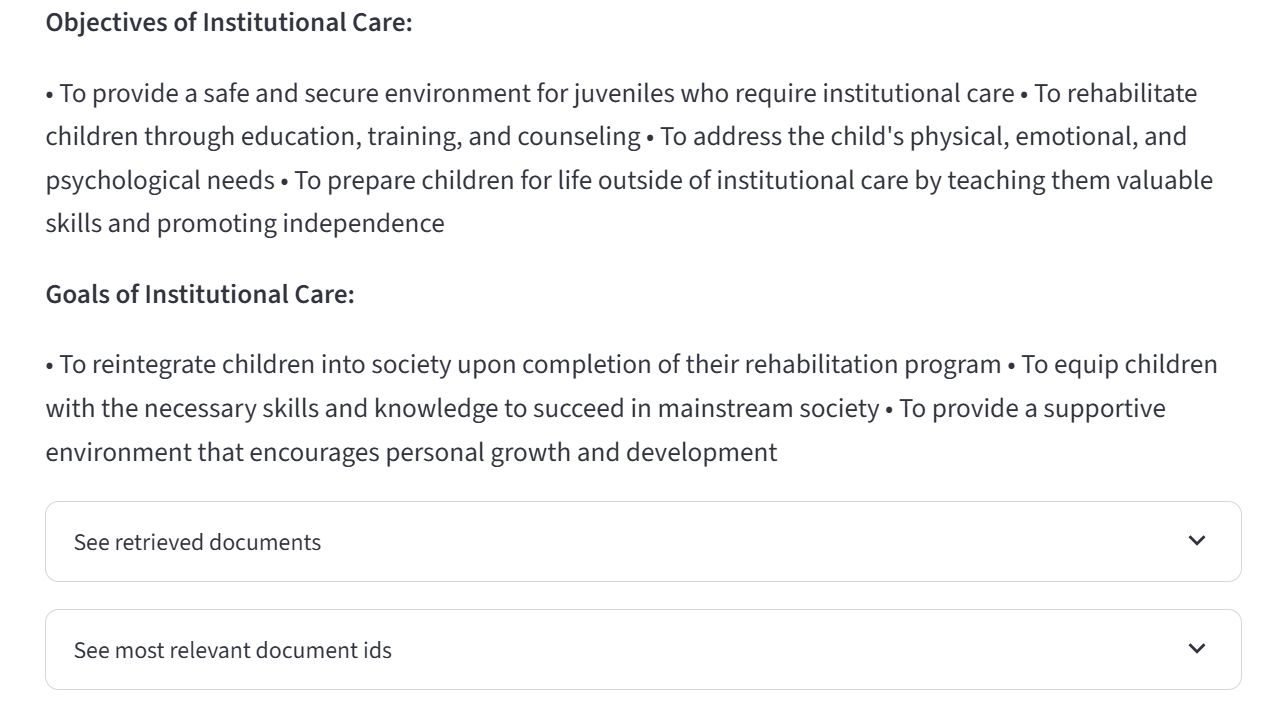 Objectives of Institutional Care:
• To provide a safe and secure environment for juveniles who require institutional care • To rehabilitate
children through education, training, and counseling • To address the child's physical, emotional, and
psychological needs • To prepare children for life outside of institutional care by teaching them valuable
skills and promoting independence
Goals of Institutional Care:
• To reintegrate children into society upon completion of their rehabilitation program • To equip children
with the necessary skills and knowledge to succeed in mainstream society • To provide a supportive
environment that encourages personal growth and development
See retrieved documents
See most relevant document ids